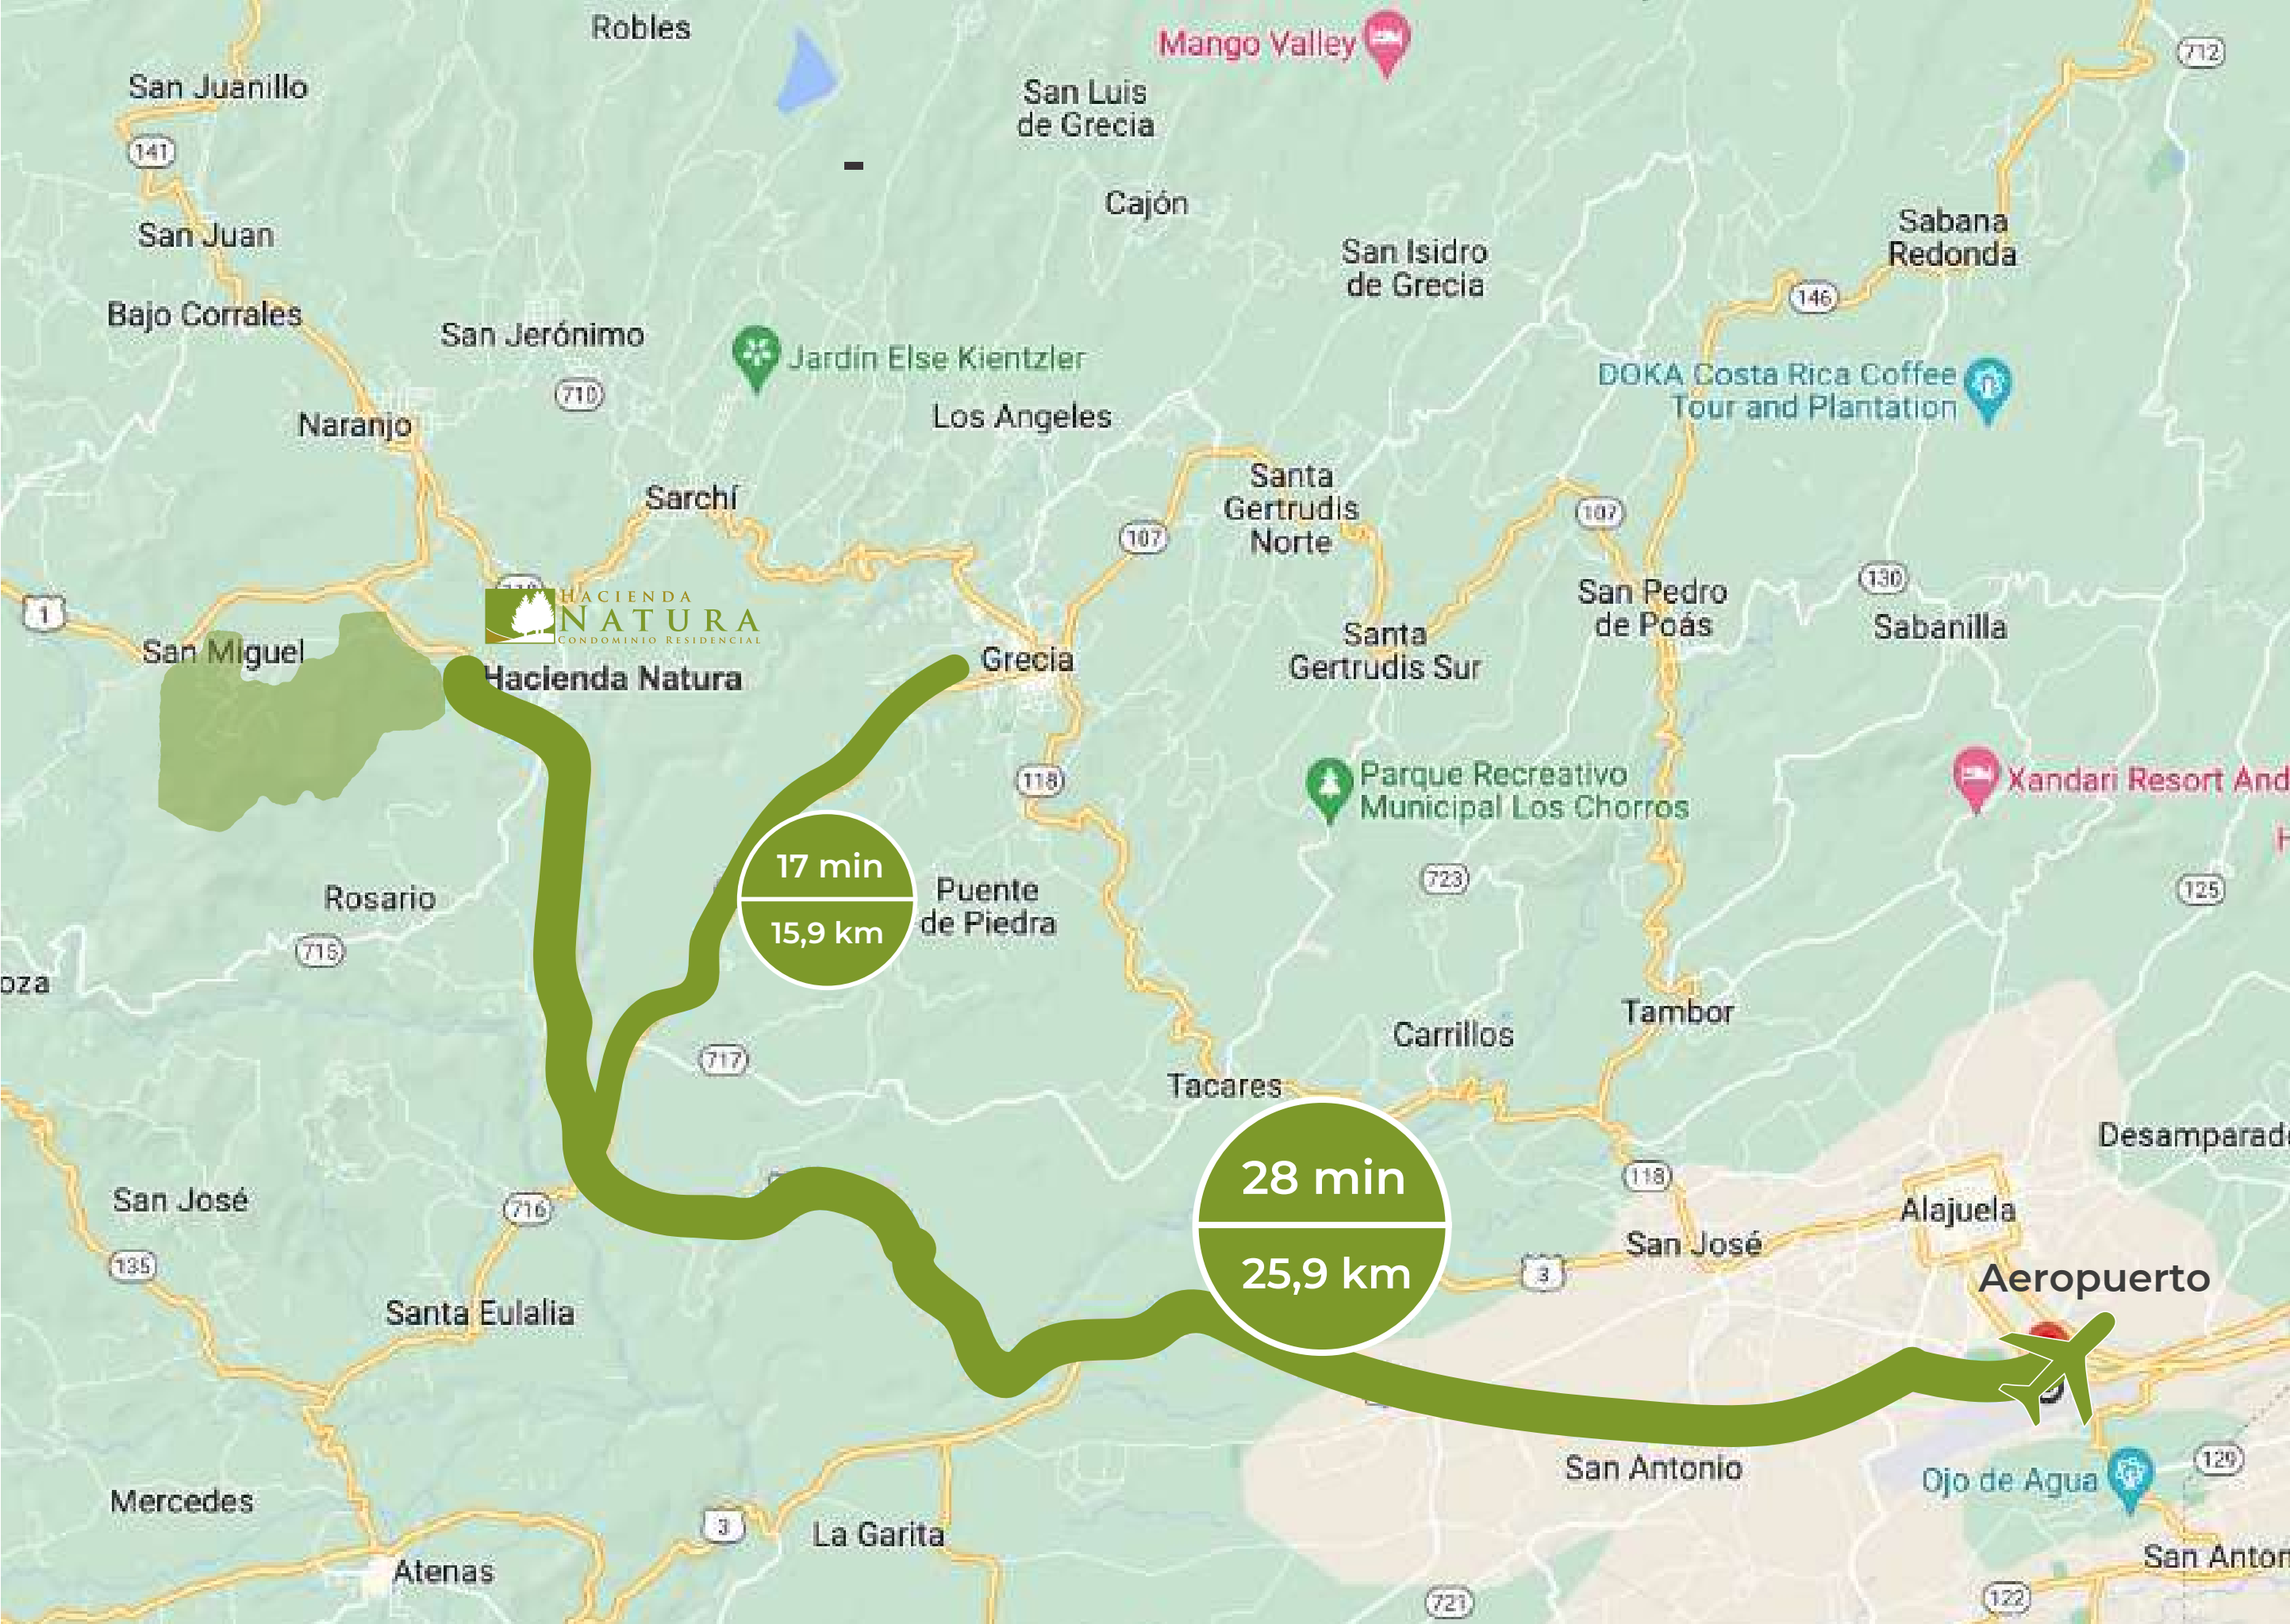 Robles
Mango Valley
712
San Juanillo
San Luis
de Grecia
141
-
Cajón
San Juan
Sabana
Redonda
San Isidro
de Grecia
146
Bajo Corrales
San Jerónimo
Jardín Else Kientzler
DOKA Costa Rica Coffee
Tour and Plantation
710
Los Angeles
Naranjo
Santa
Gertrudis
Norte
Sarchí
107
107
130
San Pedro
de Poás
HACIENDA
NATURA
CONDOMINIO RESIDENCIAL
1
Sabanilla
San Miguel
Santa
Gertrudis Sur
Grecia
Hacienda Natura
118
Parque Recreativo
Municipal Los Chorros
Xandari Resort And
H
17 min
15,9 km
723
125
Puente
de Piedra
Rosario
715
oza
Tambor
Carrillos
717
Tacares
Desamparad
28 min
25,9 km
118
San José
716
Alajuela
San José
135
3
Aeropuerto
Santa Eulalia
San Antonio
129
Ojo de Agua
Mercedes
3
La Garita
San Anton
Atenas
721
122